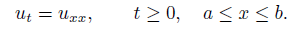 u_t = u_{xx}, t ≥ 0, a ≤ x ≤ b.